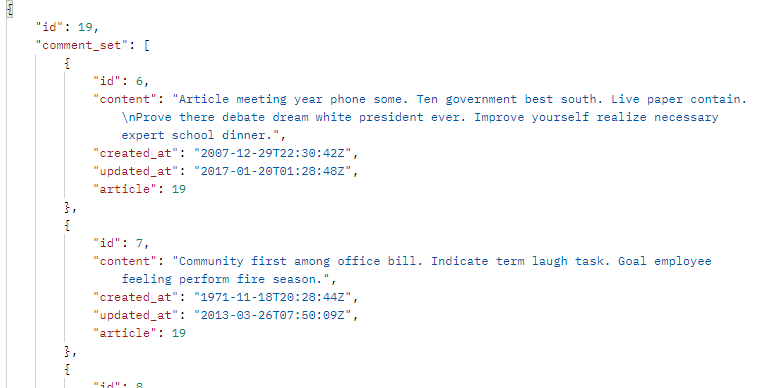 {
"id": 19,
"comment_set": [
{
"id": 6,
"content": "Article meeting year phone some. Ten government best south. Live paper contain.
\nProve there debate dream white president ever. Improve yourself realize necessary
expert school dinner.",
"created_at": "2007-12-29T22:30:42Z",
"updated_at": "2017-01-20T01:28:48Z",
"article": 19
},
{
"id": 7,
"content": "Community first among office bill. Indicate term laugh task. Goal employee
feeling perform fire season.",
"created_at": "1971-11-18T20:28:44Z",
"updated_at": "2013-03-26T07:50:09Z",
"article": 19
},
{
"id": 8,